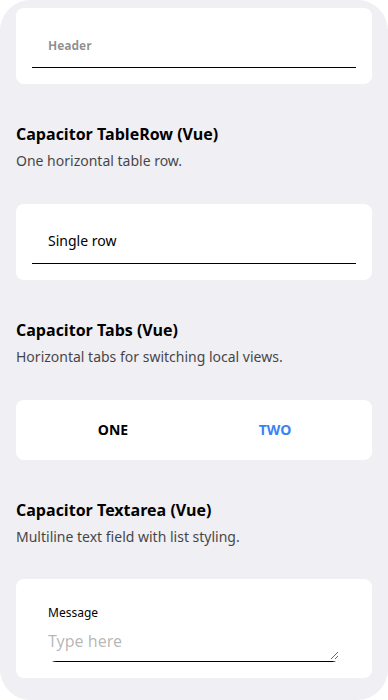 Header
Capacitor TableRow (Vue)
One horizontal table row.
Single row
Capacitor Tabs (Vue)
Horizontal tabs for switching local views.
ONE TWO
Capacitor Textarea (Vue)
Multiline text field with list styling.
Message
Type here